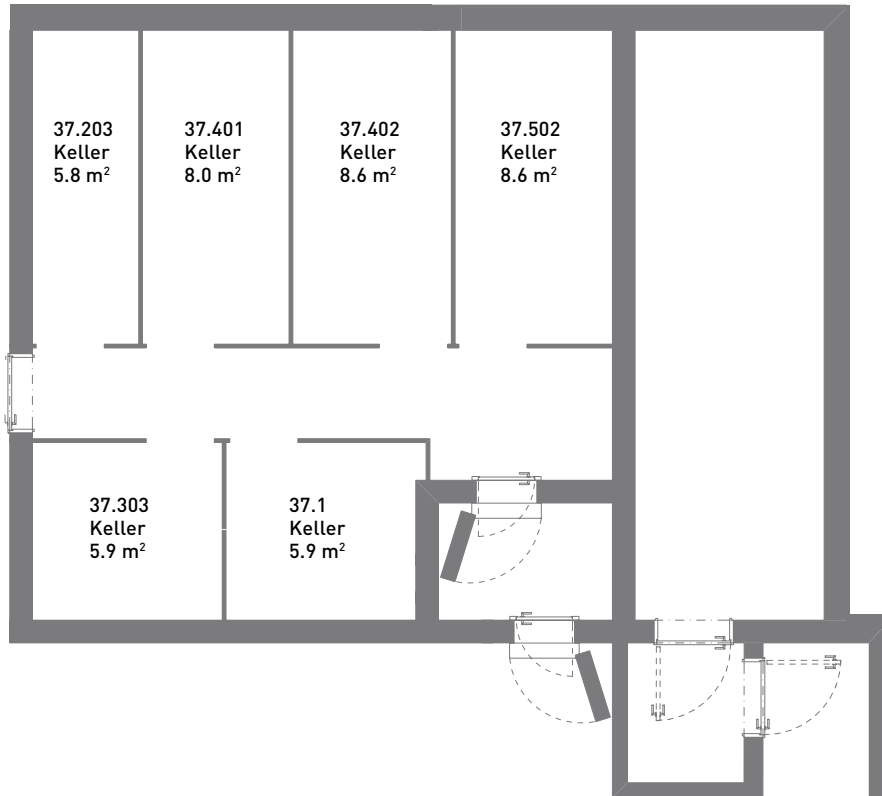 37.203
Keller
5.8 m²
37.401
Keller
8.0 m²
37.402
Keller
8.6 m²
37.502
Keller
8.6 m²
37.303
Keller
5.9 m²
37.1
Keller
5.9 m²